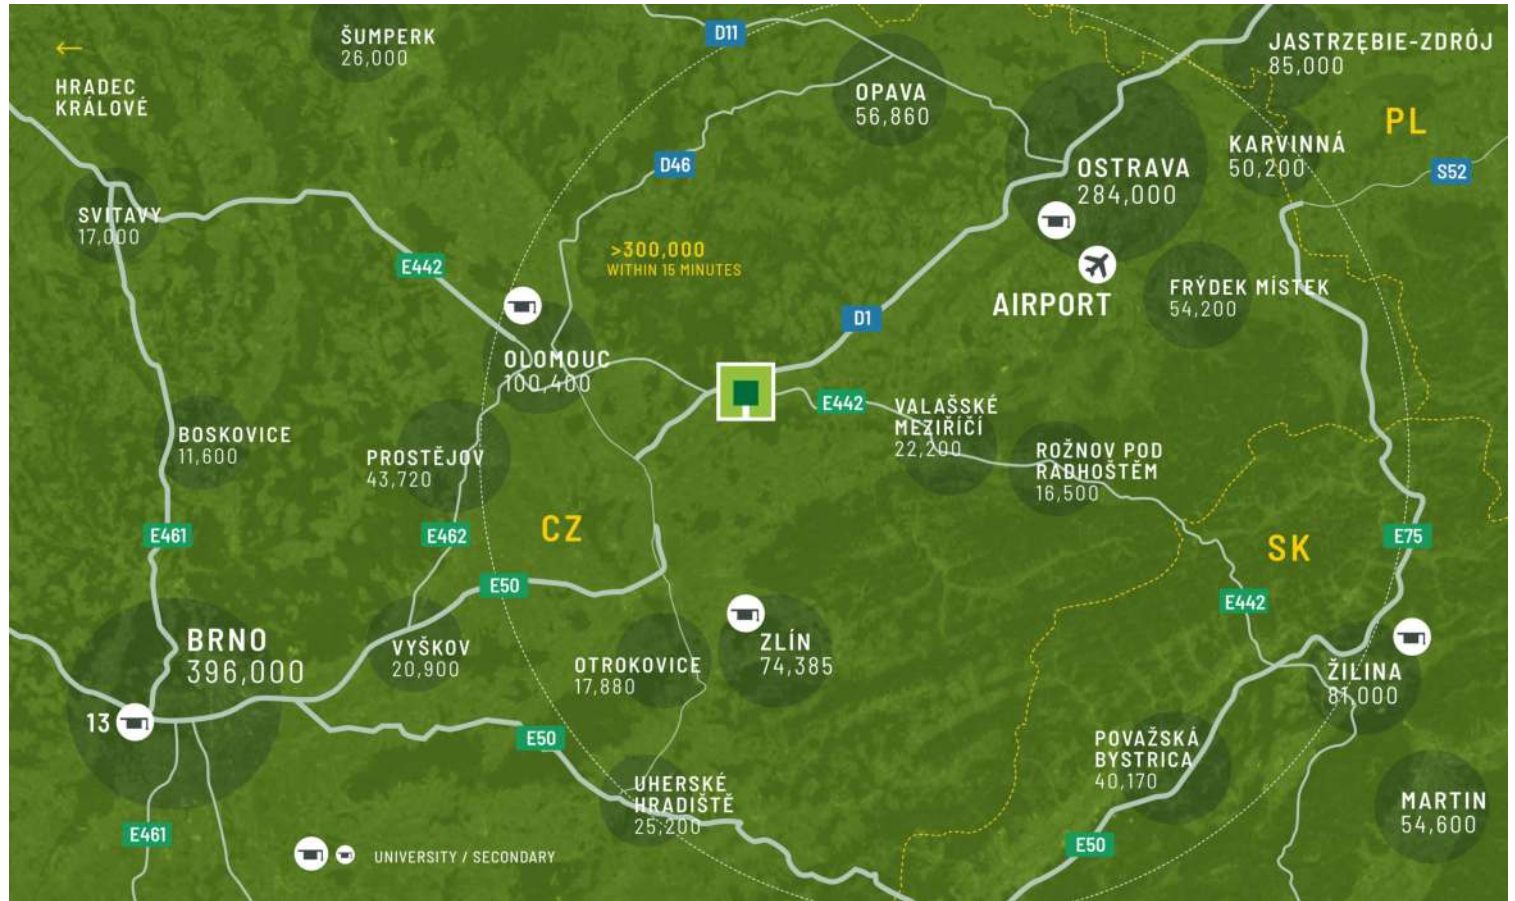 ŠUMPERK
26,000
D11
JASTRZĘBIE-ZDRÓJ
85,000
HRADEC
KRÁLOVÉ
OPAVA
56,860
PL
KARVINNÁ
50,200
D46
OSTRAVA
284,000
S52
SVITAVY
17,000
>300,000
WITHIN 15 MINUTES
E442
AIRPORT
FRÝDEK MÍSTEK
54,200
D1
OLOMOUC
100,400
E442
VALAŠSKÉ
MEZIŘÍČÍ
22,200
BOSKOVICE
11,600
PROSTĚJOV
43,720
ROŽNOV POD
RADHOŠTĚM
16,500
E461
E462
CZ
SK
E75
E50
E442
BRNO
396,000
VYŠKOV
20,900
OTROKOVICE
17,880
ZLÍN
74,385
ŽILINA
81,000
13
E50
POVAŽSKÁ
BYSTRICA
40,170
UHERSKÉ
HRADIŠTĚ
25,200
MARTIN
54,600
E461
E50
UNIVERSITY / SECONDARY